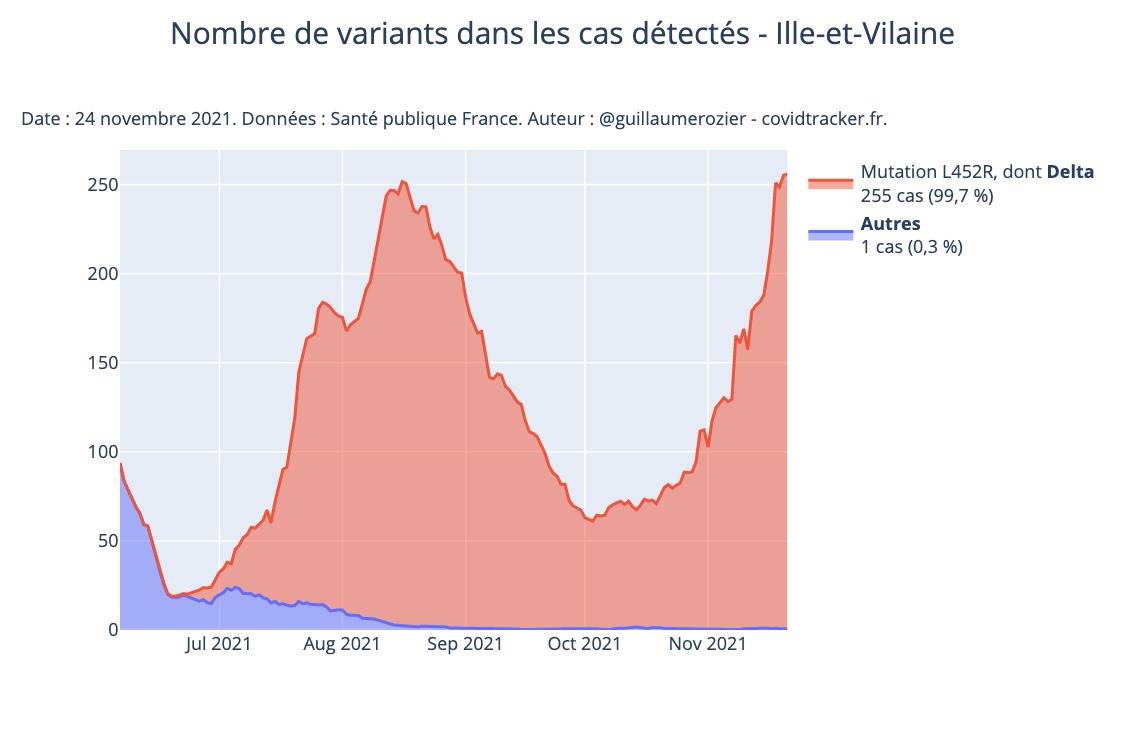 Nombre de variants dans les cas détectés - Ille-et-Vilaine
Date : 24 novembre 2021. Données : Santé publique France. Auteur : @guillaumerozier - covidtracker.fr.
Mutation L452R, dont Delta
255 cas (99,7 %)
Autres
1 cas (0,3 %)
250
200
150
100
50
0
Jul 2021 Aug 2021 Sep 2021 Oct 2021 Nov 2021